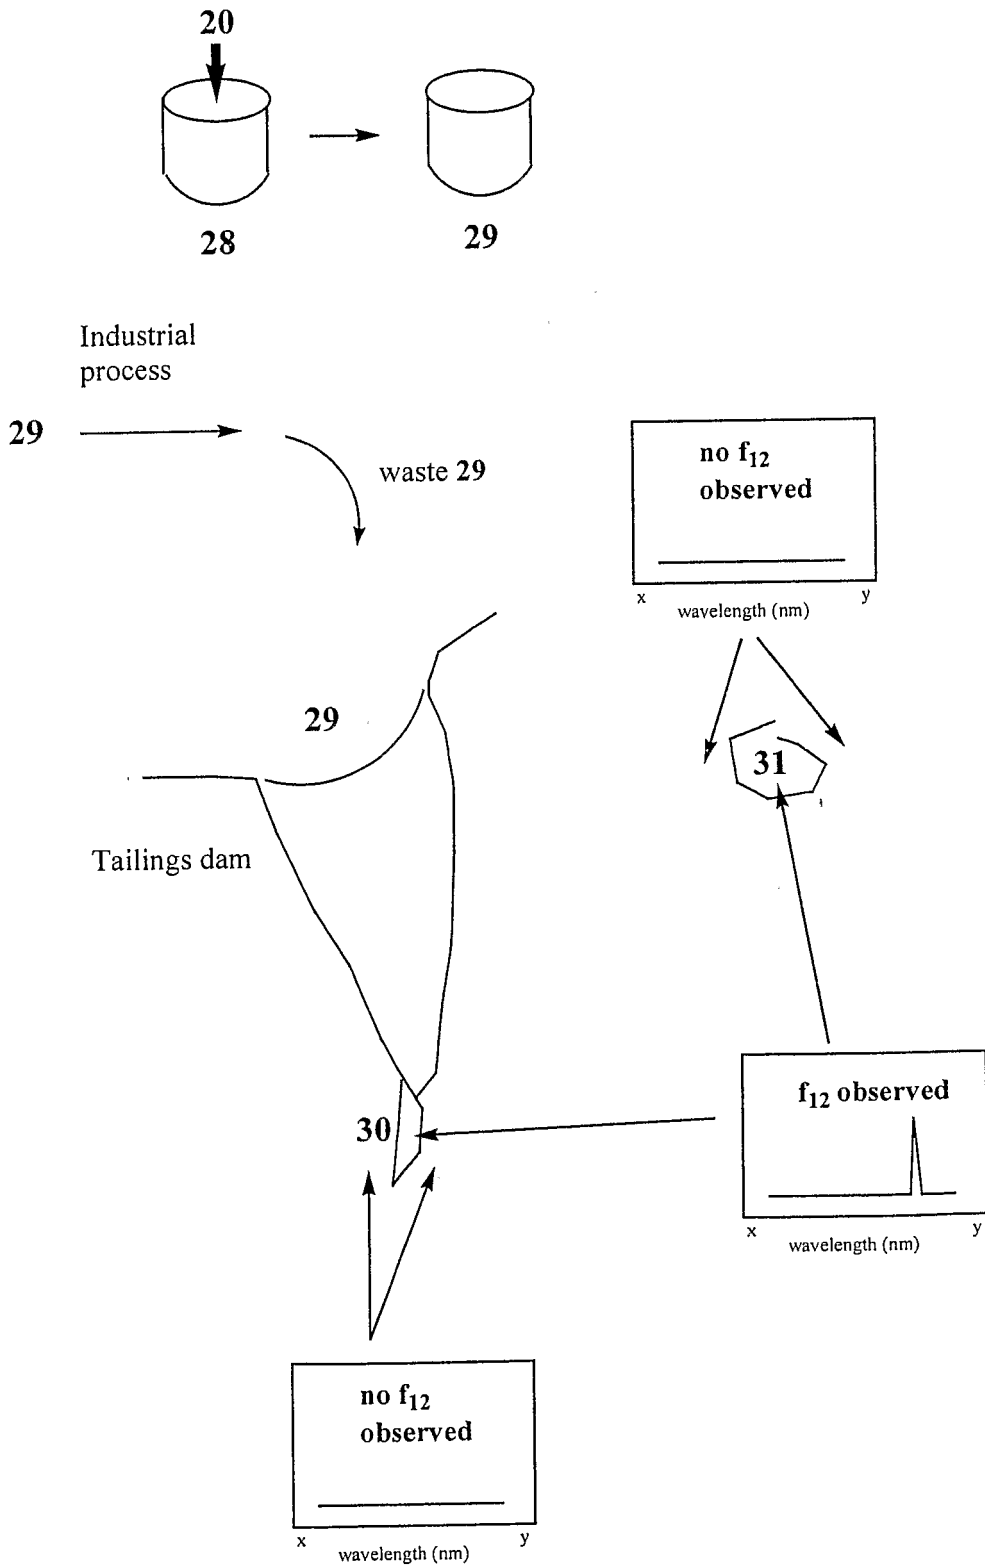 20
28
29
Industrial
process
29
waste 29
no f12
observed
x
y
wavelength (nm)
29
31
Tailings dam
f12 observed
30
x
y
wavelength (nm)
no f12
observed
x
y
wavelength (nm)